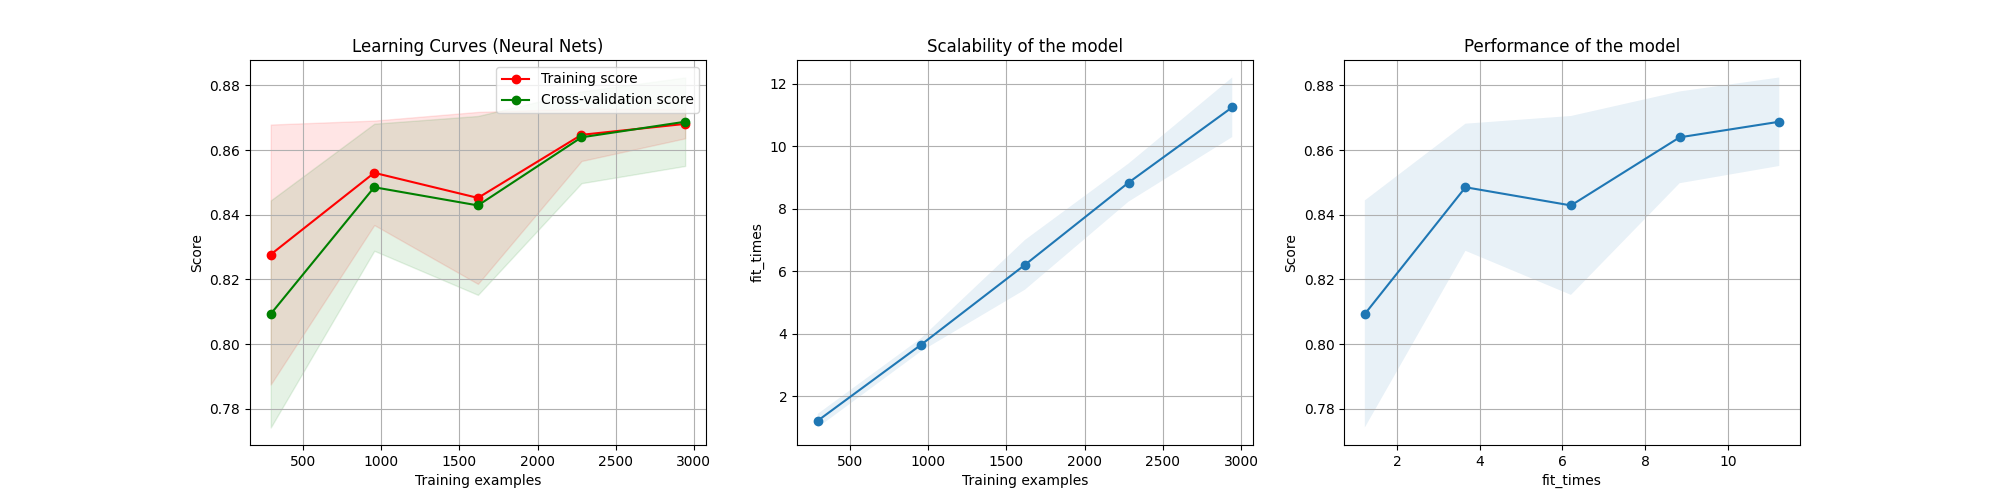 Learning Curves (Neural Nets)
Training score
Cross-validation score
0.88
0.86
0.84
0.82
0.80
0.78
Score
500 1000 1500 2000 2500 3000
Training examples
Scalability of the model
12
10
8
6
4
2
fit_times
500 1000 1500 2000 2500 3000
Training examples
Performance of the model
0.88
0.86
0.84
0.82
0.80
0.78
Score
2 4 6 8 10
fit_times